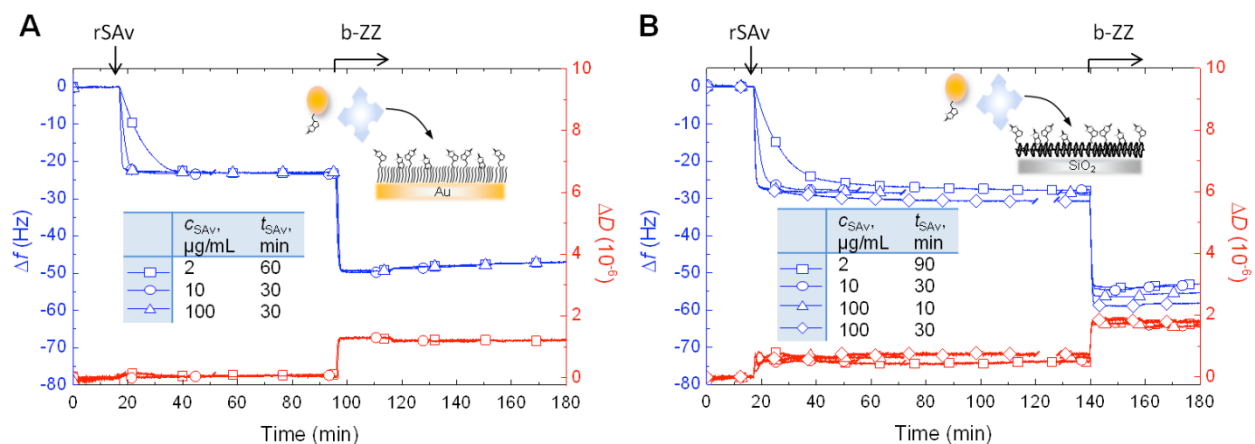 A
rSAv
b-ZZ
0
-10
-20
-30
-40
-50
-60
-70
-80
Δf (Hz)
10
8
6
4
2
0
ΔD (10⁻⁶)
Au
c_SAv, t_SAv,
μg/mL min
2 60
10 30
100 30
0 20 40 60 80 100 120 140 160 180
Time (min)
B
rSAv
b-ZZ
0
-10
-20
-30
-40
-50
-60
-70
-80
Δf (Hz)
10
8
6
4
2
0
ΔD (10⁻⁶)
SiO₂
c_SAv, t_SAv,
μg/mL min
2 90
10 30
100 10
100 30
0 20 40 60 80 100 120 140 160 180
Time (min)